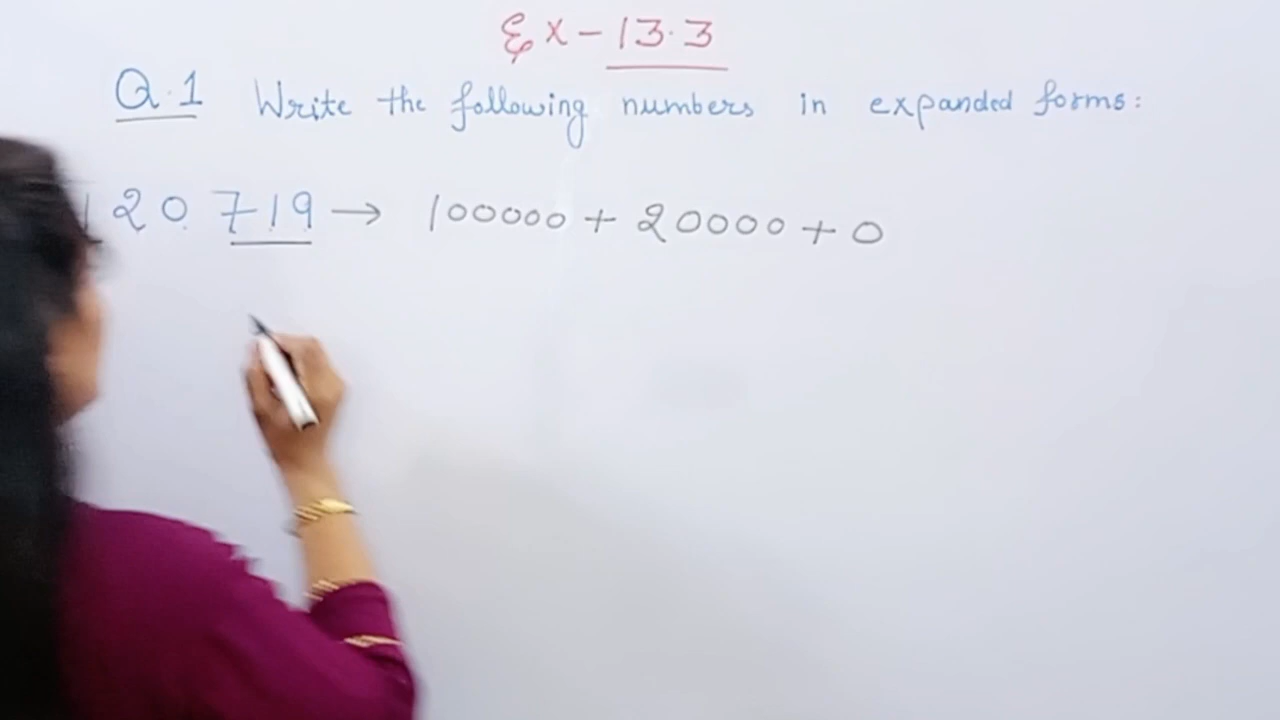 Ex - 13.3
Q.1 Write the following numbers in expanded forms:
120719 → 100000 + 20000 + 0